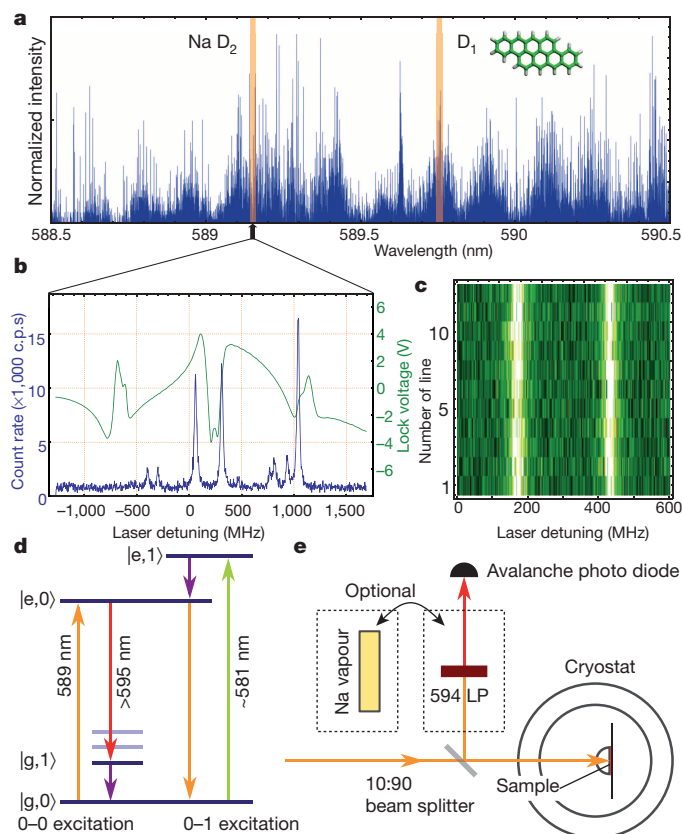 a
Normalized intensity
Na D2
D1
588.5
589
589.5
590
590.5
Wavelength (nm)
b
Count rate (×1,000 c.p.s)
15
10
5
0
6
4
2
0
−2
−4
−6
Lock voltage (V)
−1,000
−500
0
500
1,000
1,500
Laser detuning (MHz)
c
Number of line
10
5
1
0
200
400
600
Laser detuning (MHz)
d
|e,1⟩
|e,0⟩
589 nm
>595 nm
~581 nm
|g,1⟩
|g,0⟩
0–0 excitation
0–1 excitation
e
Optional
Avalanche photo diode
Na vapour
594 LP
Cryostat
10:90
beam splitter
Sample